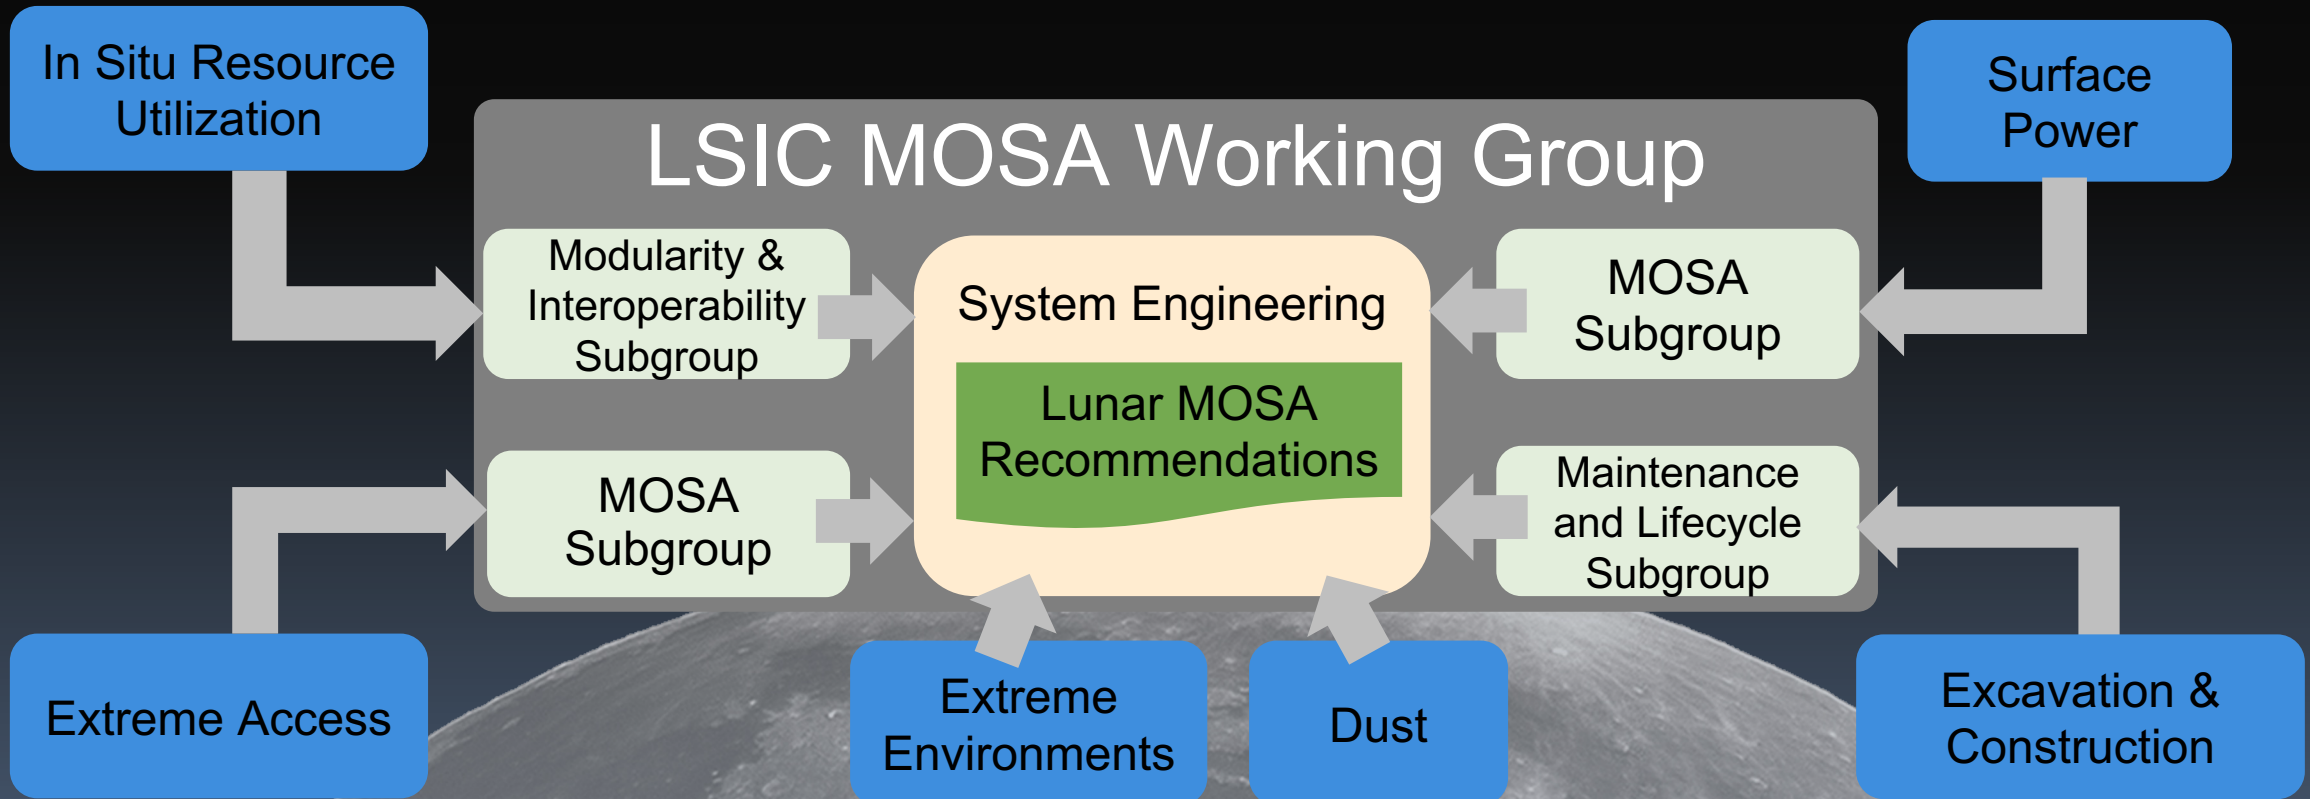 In Situ Resource
Utilization
Surface
Power
LSIC MOSA Working Group
Modularity &
Interoperability
Subgroup
System Engineering
MOSA
Subgroup
Lunar MOSA
Recommendations
MOSA
Subgroup
Maintenance
and Lifecycle
Subgroup
Extreme Access
Extreme
Environments
Dust
Excavation &
Construction